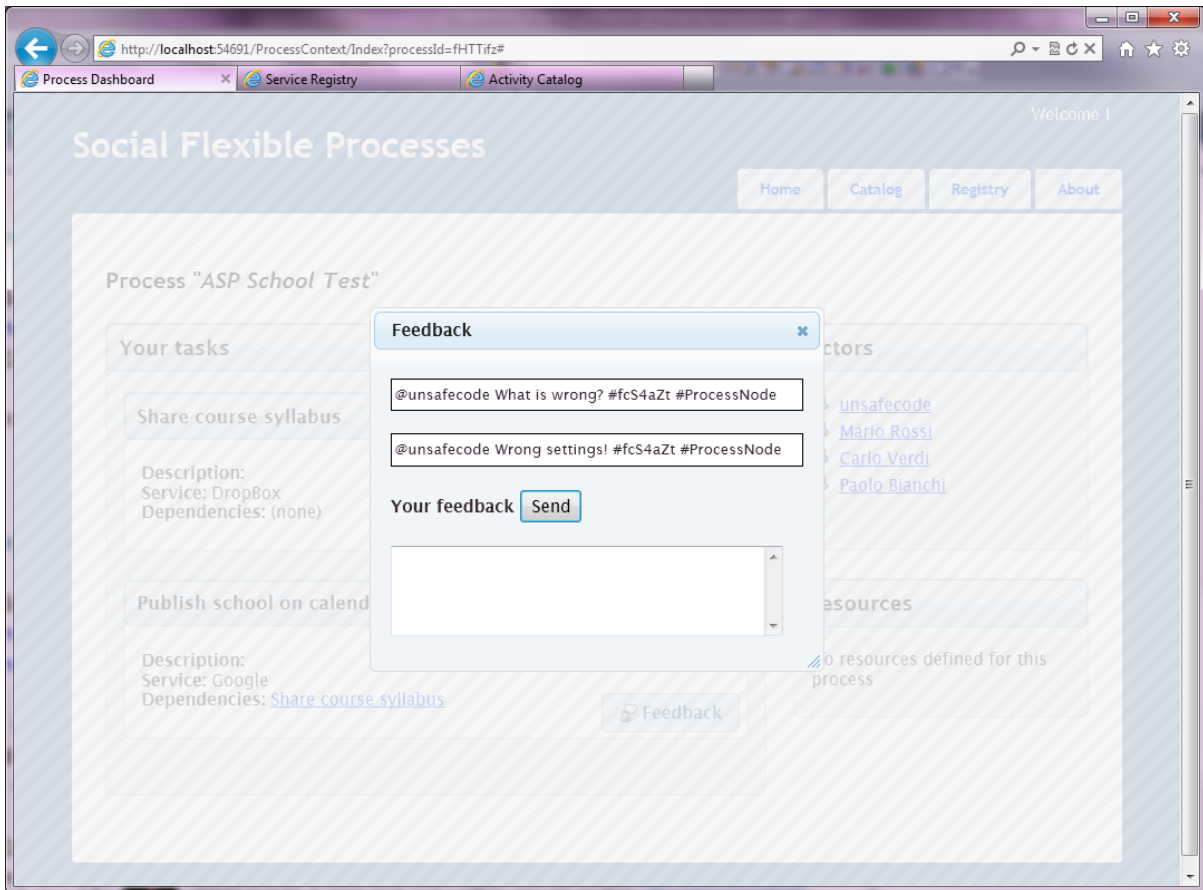 http://localhost:54691/ProcessContext/Index?processId=fHTTifz#
Process Dashboard
Service Registry
Activity Catalog
Welcome !
Social Flexible Processes
Home
Catalog
Registry
About
Process "ASP School Test"
Your tasks
Share course syllabus
Description:
Service: DropBox
Dependencies: (none)
Publish school on calend
Description:
Service: Google
Dependencies: Share course syllabus
Feedback
Feedback
@unsafecode What is wrong? #fcS4aZt #ProcessNode
@unsafecode Wrong settings! #fcS4aZt #ProcessNode
Your feedback Send
ctors
unsafecode
Mario Rossi
Carlo Verdi
Paolo Bianchi
esources
o resources defined for this
process